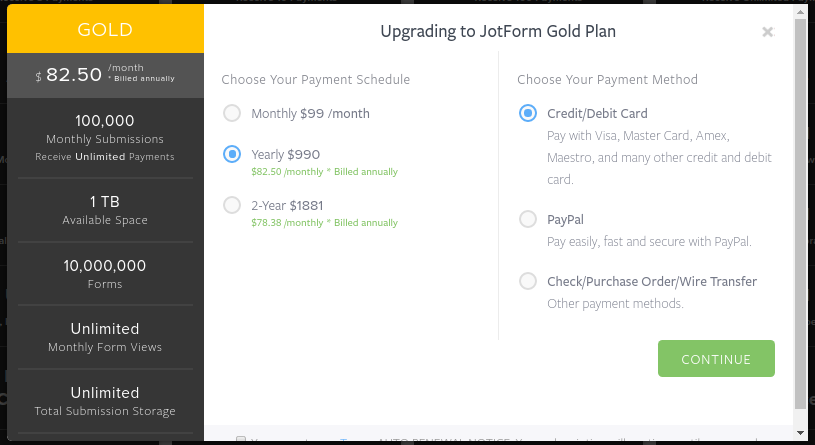 GOLD
$ 82.50 /month
* Billed annually
100,000
Monthly Submissions
Receive Unlimited Payments
1 TB
Available Space
10,000,000
Forms
Unlimited
Monthly Form Views
Unlimited
Total Submission Storage
Upgrading to JotForm Gold Plan
×
Choose Your Payment Schedule
Monthly $99 /month
Yearly $990
$82.50 /monthly * Billed annually
2-Year $1881
$78.38 /monthly * Billed annually
Choose Your Payment Method
Credit/Debit Card
Pay with Visa, Master Card, Amex,
Maestro, and many other credit and debit
card.
PayPal
Pay easily, fast and secure with PayPal.
Check/Purchase Order/Wire Transfer
Other payment methods.
CONTINUE
AUTO RENEWAL NOTICE